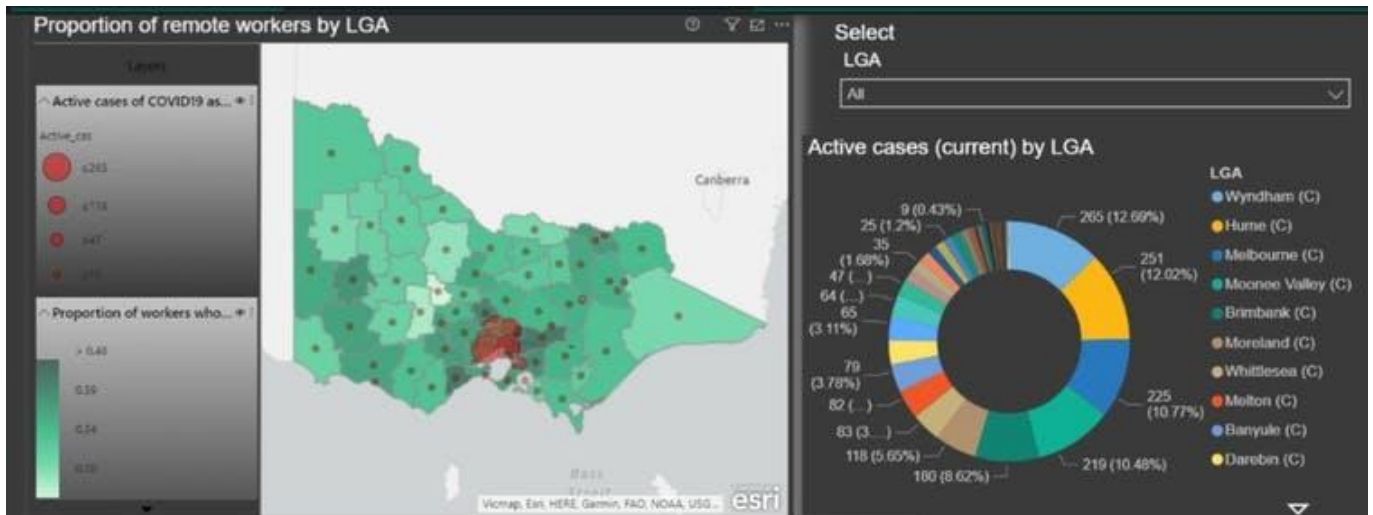 Proportion of remote workers by LGA
Layers
Active cases of COVID19 as...
Active_cas
≤265
≤118
≤47
Proportion of workers who...
Canberra
Bass
Vicmap, Esri, HERE, Garmin, FAO, NOAA, USG...
esri
Select
LGA
All
Active cases (current) by LGA
9 (0.43%)
25 (1.2%)
35
(1.68%)
47 (...)
64 (...)
65
(3.11%)
79
(3.78%)
82 (...)
83 (3....)
118 (5.65%)
180 (8.62%)
219 (10.48%)
225
(10.77%)
251
(12.02%)
265 (12.69%)
LGA
Wyndham (C)
Hume (C)
Melbourne (C)
Moonee Valley (C)
Brimbank (C)
Moreland (C)
Whittlesea (C)
Melton (C)
Banyule (C)
Darebin (C)